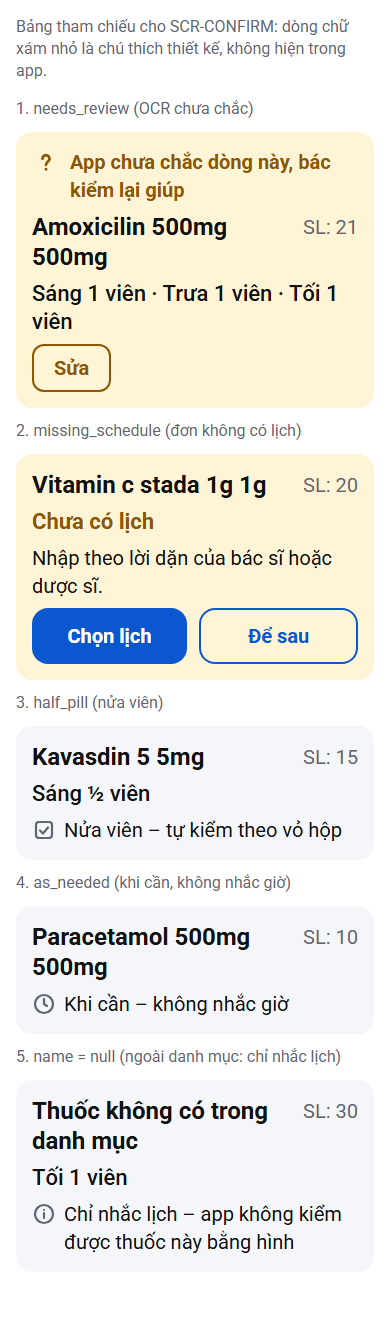 Bảng tham chiếu cho SCR-CONFIRM: dòng chữ
xám nhỏ là chú thích thiết kế, không hiện trong
app.
1. needs_review (OCR chưa chắc)
? App chưa chắc dòng này, bác
kiểm lại giúp
Amoxicilin 500mg SL: 21
500mg
Sáng 1 viên · Trưa 1 viên · Tối 1
viên
Sửa
2. missing_schedule (đơn không có lịch)
Vitamin c stada 1g 1g SL: 20
Chưa có lịch
Nhập theo lời dặn của bác sĩ hoặc
dược sĩ.
Chọn lịch Để sau
3. half_pill (nửa viên)
Kavasdin 5 5mg SL: 15
Sáng ½ viên
Nửa viên – tự kiểm theo vỏ hộp
4. as_needed (khi cần, không nhắc giờ)
Paracetamol 500mg SL: 10
500mg
Khi cần – không nhắc giờ
5. name = null (ngoài danh mục: chỉ nhắc lịch)
Thuốc không có trong SL: 30
danh mục
Tối 1 viên
Chỉ nhắc lịch – app không kiểm
được thuốc này bằng hình